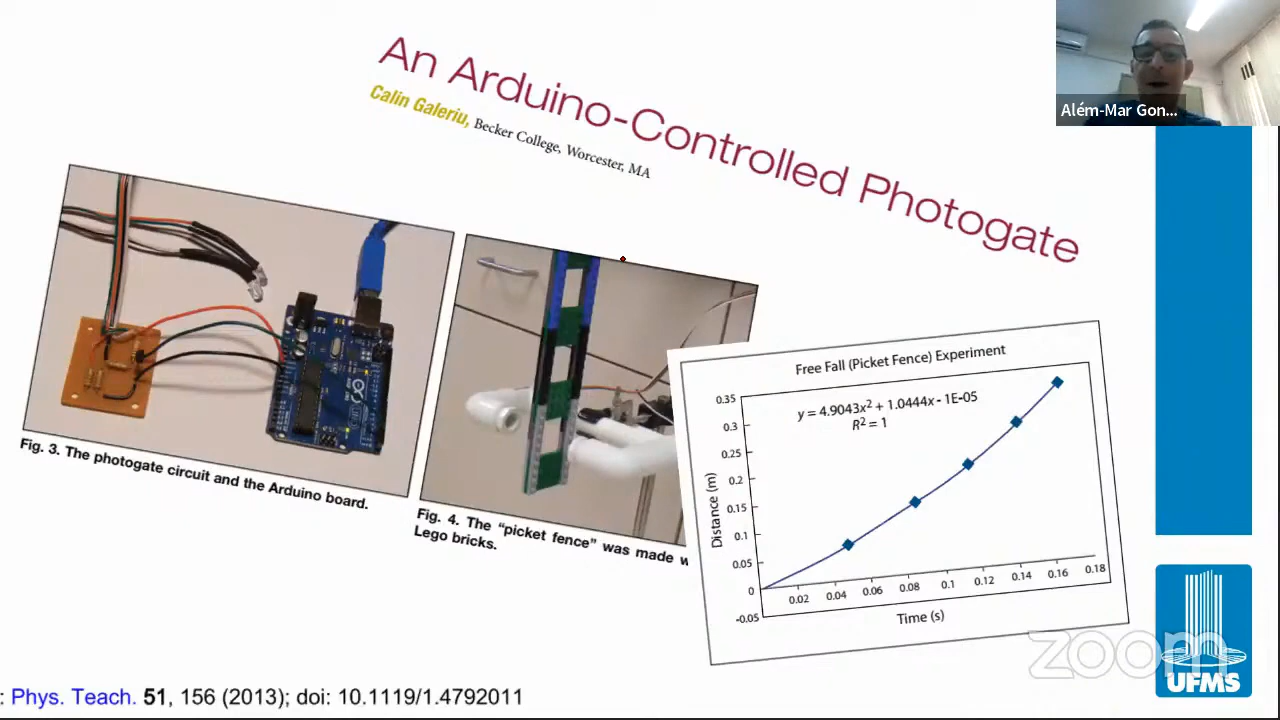 An Arduino-Controlled Photogate
Calin Galeriu, Becker College, Worcester, MA
Além-Mar Gon...
Fig. 3. The photogate circuit and the Arduino board.
Fig. 4. The “picket fence” was made w
Lego bricks.
Free Fall (Picket Fence) Experiment
y = 4.9043x² + 1.0444x - 1E-05
R² = 1
Distance (m)
0.35
0.3
0.25
0.2
0.15
0.1
0.05
0
-0.05
0.02 0.04 0.06 0.08 0.1 0.12 0.14 0.16 0.18
Time (s)
zoom
UFMS
: Phys. Teach. 51, 156 (2013); doi: 10.1119/1.4792011